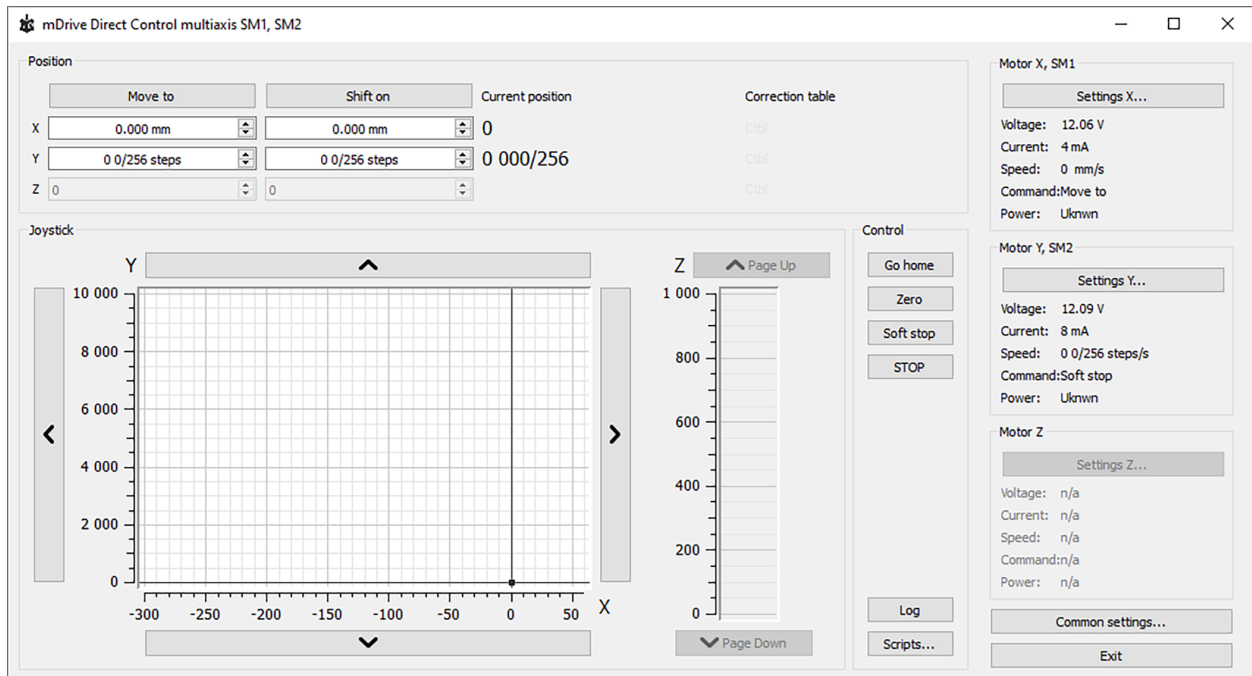 mDrive Direct Control multiaxis SM1, SM2
Position
Move to Shift on Current position Correction table
X 0.000 mm 0.000 mm 0 Ctbl
Y 0 0/256 steps 0 0/256 steps 0 000/256 Ctbl
Z 0 0 Ctbl
Joystick
Y
10 000
8 000
6 000
4 000
2 000
0
-300 -250 -200 -150 -100 -50 0 50 X
Z Page Up
1 000
800
600
400
200
0
Page Down
Control
Go home
Zero
Soft stop
STOP
Log
Scripts...
Motor X, SM1
Settings X...
Voltage: 12.06 V
Current: 4 mA
Speed: 0 mm/s
Command:Move to
Power: Uknwn
Motor Y, SM2
Settings Y...
Voltage: 12.09 V
Current: 8 mA
Speed: 0 0/256 steps/s
Command:Soft stop
Power: Uknwn
Motor Z
Settings Z...
Voltage: n/a
Current: n/a
Speed: n/a
Command:n/a
Power: n/a
Common settings...
Exit